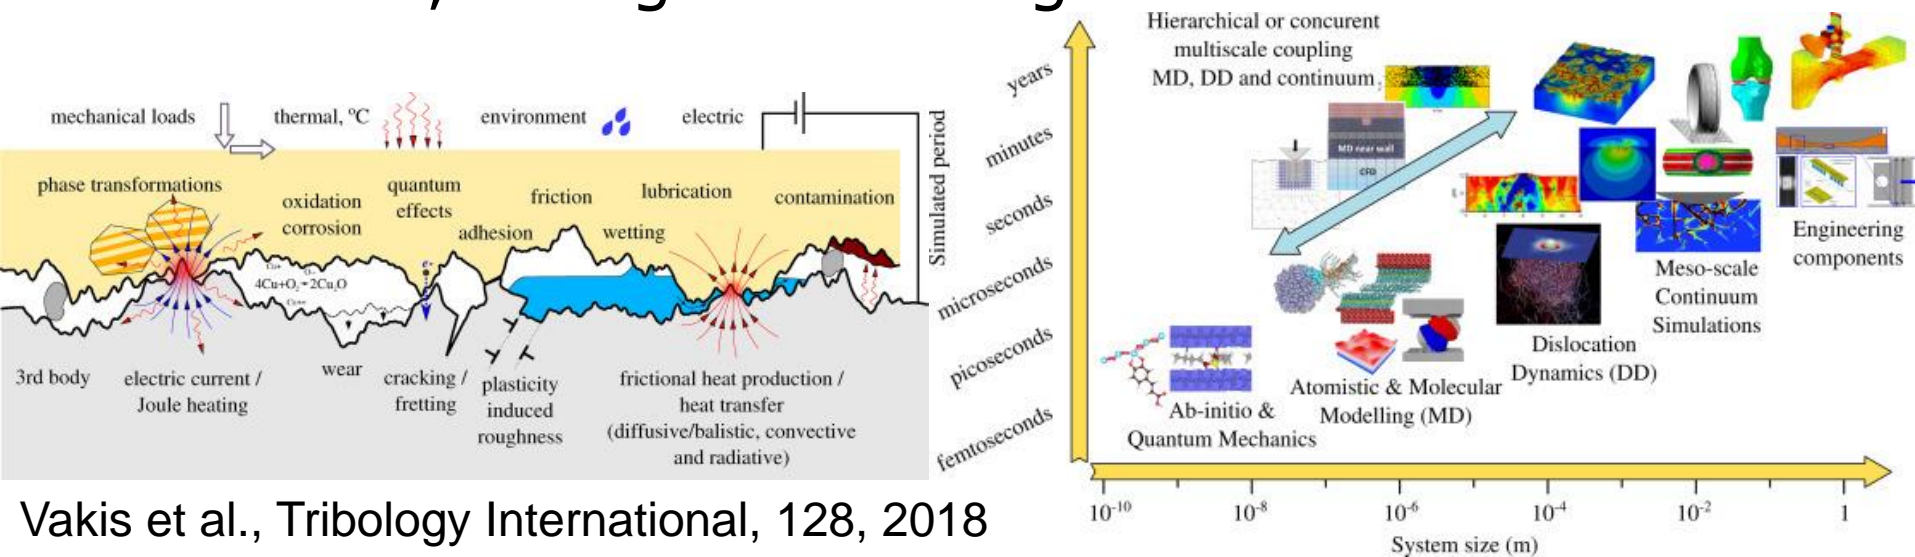 mechanical loads
thermal, °C
environment
electric
phase transformations
oxidation
corrosion
quantum
effects
friction
lubrication
contamination
adhesion
wetting
4Cu+O₂→2Cu₂O
3rd body
electric current /
Joule heating
wear
cracking /
fretting
plasticity
induced
roughness
frictional heat production /
heat transfer
(diffusive/balistic, convective
and radiative)
Vakis et al., Tribology International, 128, 2018
Simulated period
years
minutes
seconds
microseconds
picoseconds
femtoseconds
Hierarchical or concurent
multiscale coupling
MD, DD and continuum
MD near wall
CFD
Ab-initio &
Quantum Mechanics
Atomistic & Molecular
Modelling (MD)
Dislocation
Dynamics (DD)
Meso-scale
Continuum
Simulations
Engineering
components
10⁻¹⁰
10⁻⁸
10⁻⁶
10⁻⁴
10⁻²
1
System size (m)